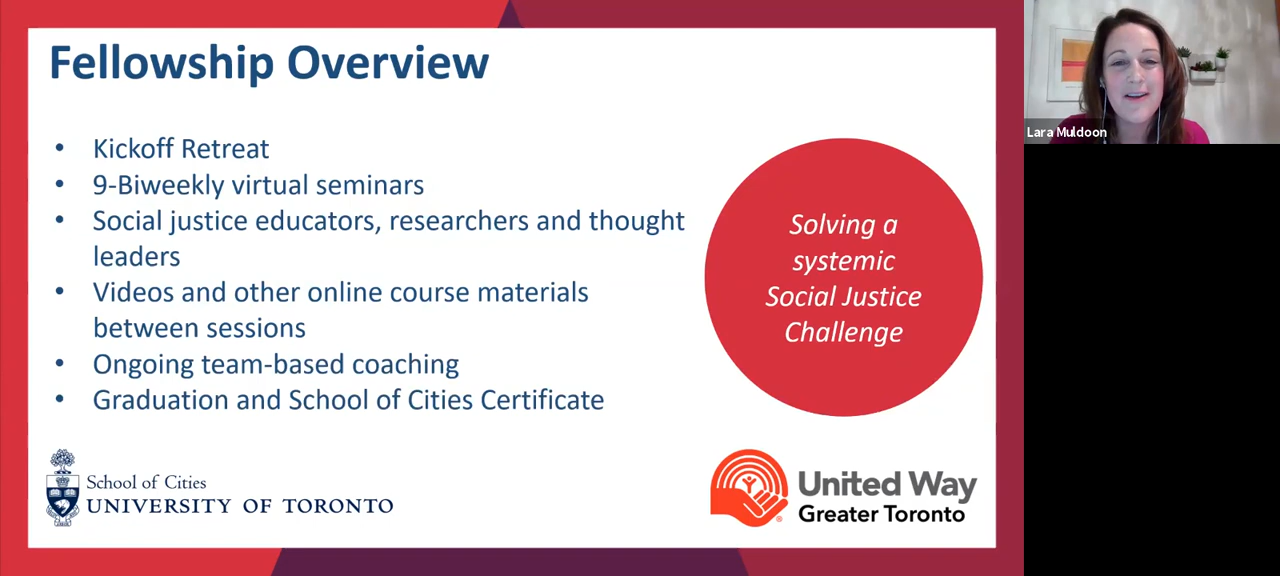 Fellowship Overview
• Kickoff Retreat
• 9-Biweekly virtual seminars
• Social justice educators, researchers and thought
leaders
• Videos and other online course materials
between sessions
• Ongoing team-based coaching
• Graduation and School of Cities Certificate
Solving a
systemic
Social Justice
Challenge
School of Cities
UNIVERSITY OF TORONTO
United Way
Greater Toronto
Lara Muldoon